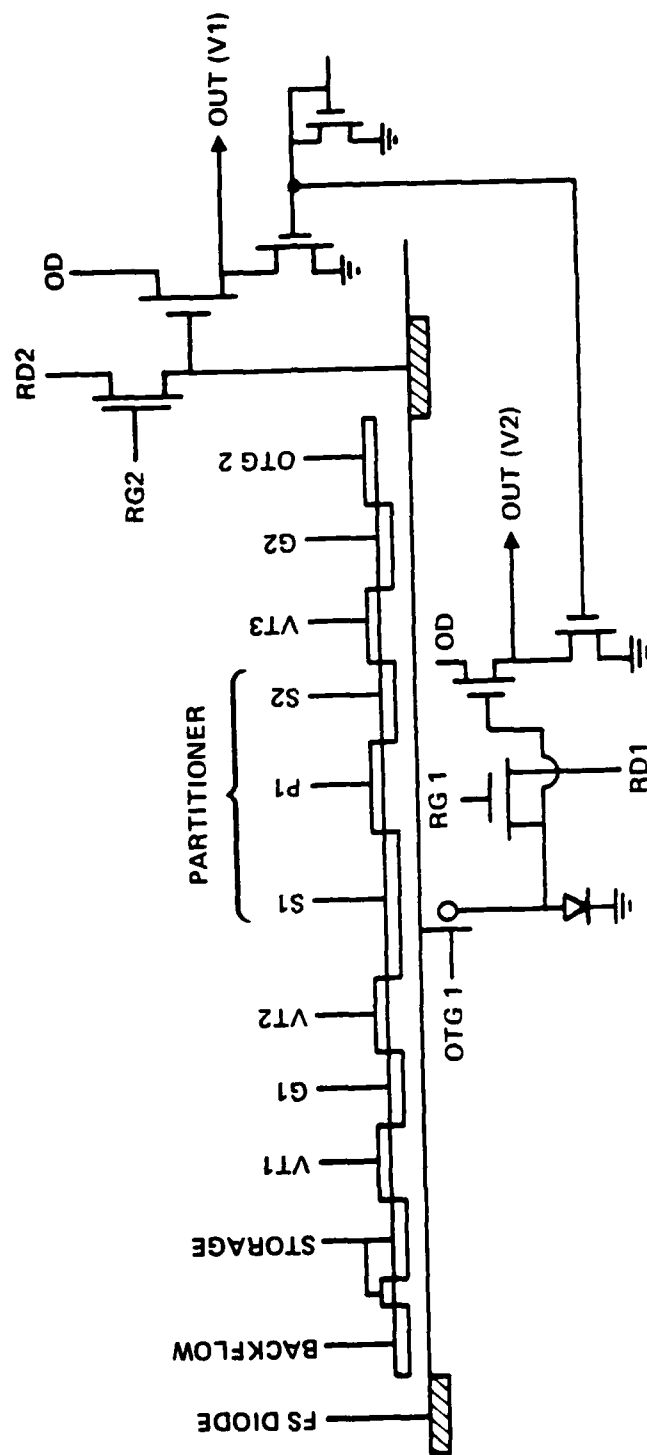 FS DIODE
BACKFLOW
STORAGE
VT1
G1
VT2
PARTITIONER
S1
P1
S2
VT3
G2
OTG 2
RG2
RD2
OD
OUT (V1)
OTG 1
RG 1
RD1
OD
OUT (V2)